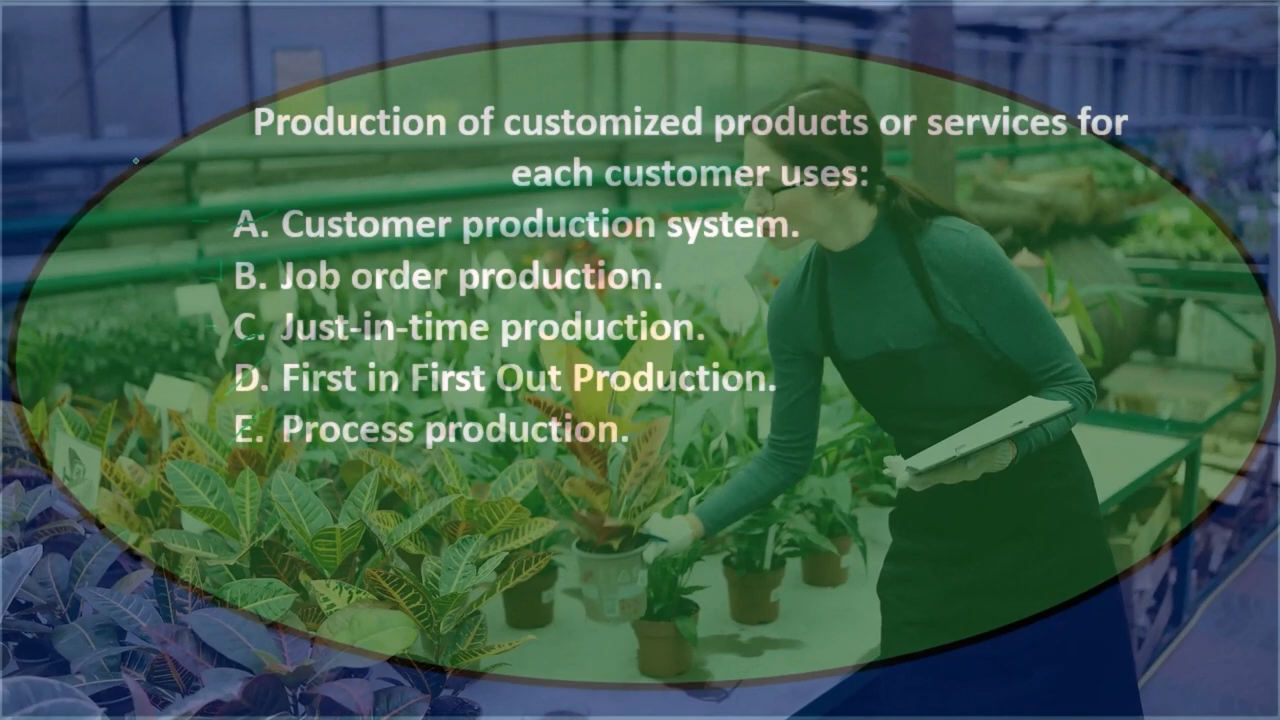 Production of customized products or services for
each customer uses:
A. Customer production system.
B. Job order production.
C. Just-in-time production.
D. First in First Out Production.
E. Process production.